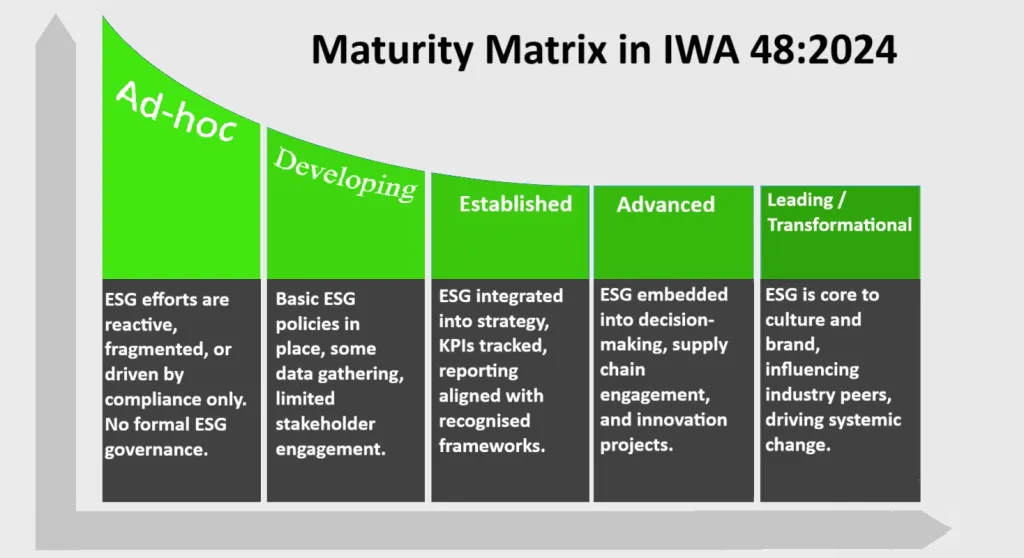 Maturity Matrix in IWA 48:2024
Ad-hoc
ESG efforts are
reactive,
fragmented, or
driven by
compliance only.
No formal ESG
governance.
Developing
Basic ESG
policies in
place, some
data gathering,
limited
stakeholder
engagement.
Established
ESG integrated
into strategy,
KPIs tracked,
reporting
aligned with
recognised
frameworks.
Advanced
ESG embedded
into decision-
making, supply
chain
engagement,
and innovation
projects.
Leading /
Transformational
ESG is core to
culture and
brand,
influencing
industry peers,
driving systemic
change.